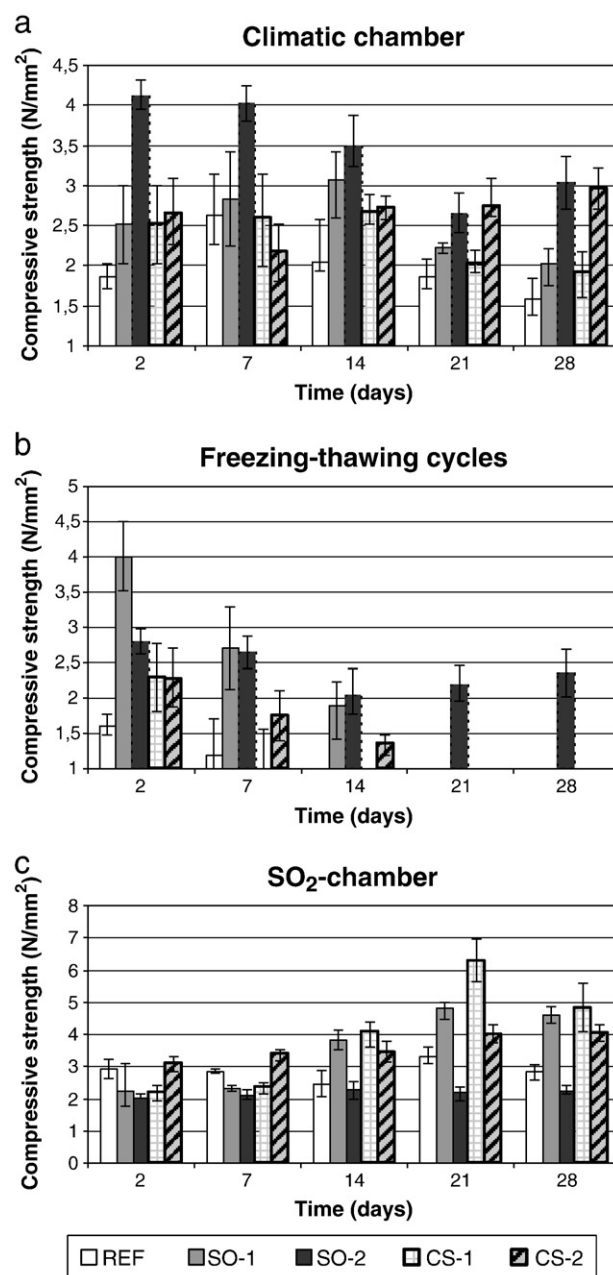 a
Climatic chamber
Compressive strength (N/mm²)
4,5
4
3,5
3
2,5
2
1,5
1
2 7 14 21 28
Time (days)
b
Freezing-thawing cycles
Compressive strength (N/mm²)
5
4,5
4
3,5
3
2,5
2
1,5
1
2 7 14 21 28
Time (days)
c
SO₂-chamber
Compressive strength (N/mm²)
8
7
6
5
4
3
2
1
0
2 7 14 21 28
Time (days)
REF SO-1 SO-2 CS-1 CS-2